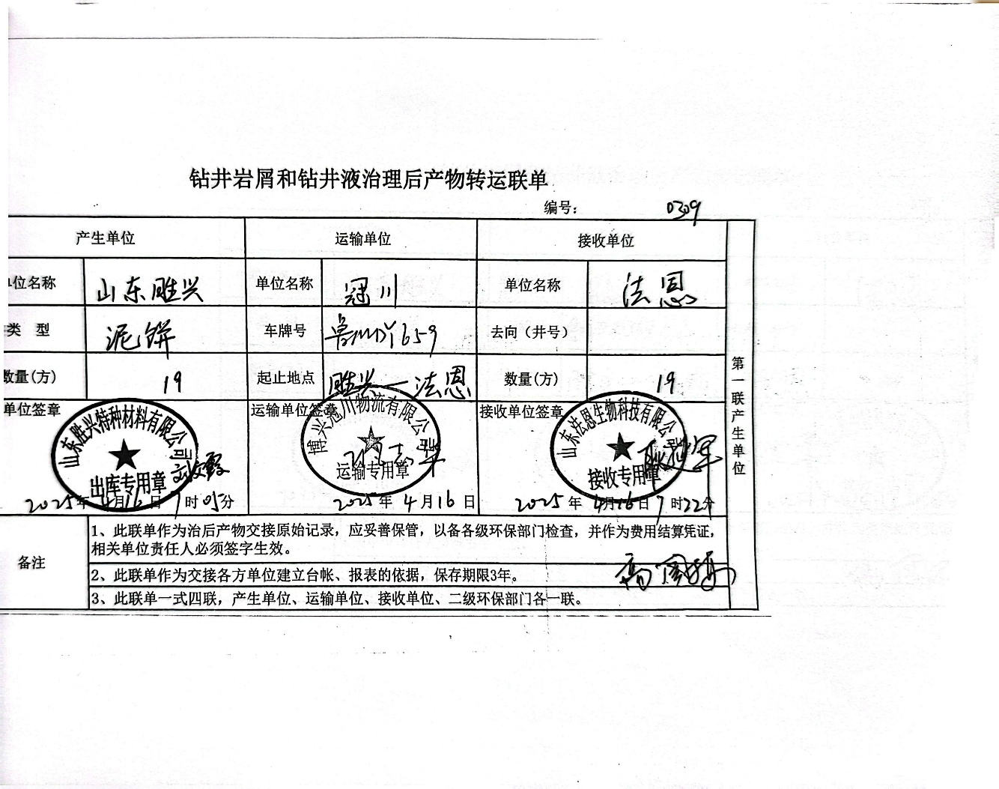 钻井岩屑和钻井液治理后产物转运联单
编号： 0309
产生单位 运输单位 接收单位
单位名称 山东胜兴 单位名称 冠川 单位名称 法恩
类 型 泥饼 车牌号 659 去向（井号）
数量(方) 19 起止地点 胜兴—法恩 数量(方) 19
单位签章 运输单位签章 接收单位签章
山东胜兴特种材料有限公司
出库专用章
博兴冠川物流有限公司
运输专用章
山东法恩生物科技有限公司
接收专用章
2025年4月16日7时05分 2025年4月16日 2025年4月16日7时22分
第一联产生单位
备注
1、此联单作为治后产物交接原始记录，应妥善保管，以备各级环保部门检查，并作为费用结算凭证，
相关单位责任人必须签字生效。
2、此联单作为交接各方单位建立台帐、报表的依据，保存期限3年。
3、此联单一式四联，产生单位、运输单位、接收单位、二级环保部门各一联。